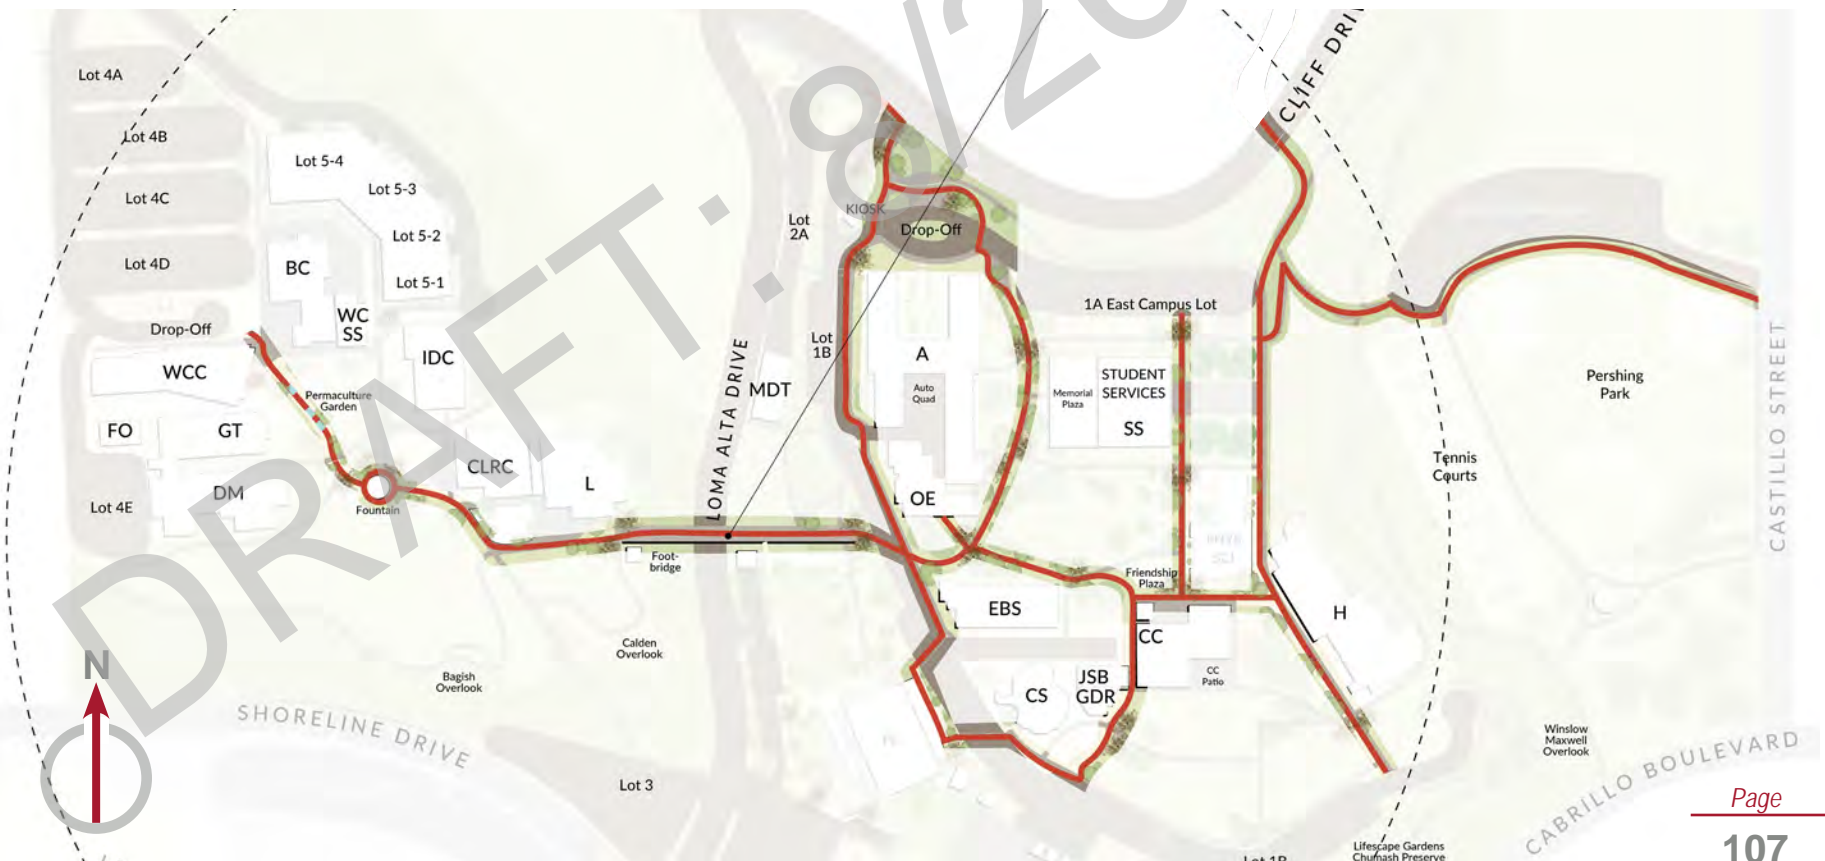 DRAFT: 8/20
Lot 4A
Lot 4B
Lot 4C
Lot 4D
Lot 5-4
Lot 5-3
Lot 5-2
Lot 5-1
BC
WC
SS
IDC
Drop-Off
WCC
FO
GT
DM
Lot 4E
Permaculture
Garden
Fountain
CLRC
L
LOMA ALTA DRIVE
MDT
Lot
2A
Lot
1B
KIOSK
Drop-Off
A
Auto
Quad
OE
CLIFF DRI
1A East Campus Lot
Memorial
Plaza
STUDENT
SERVICES
SS
Pershing
Park
Tennis
Courts
CASTILLO STREET
Foot-
bridge
Friendship
Plaza
EBS
CC
CC
Patio
H
CS
JSB
GDR
Calden
Overlook
Bagish
Overlook
N
SHORELINE DRIVE
Lot 3
Winslow
Maxwell
Overlook
CABRILLO BOULEVARD
Lifescape Gardens
Chumash Preserve
Lot 1B
Page
107